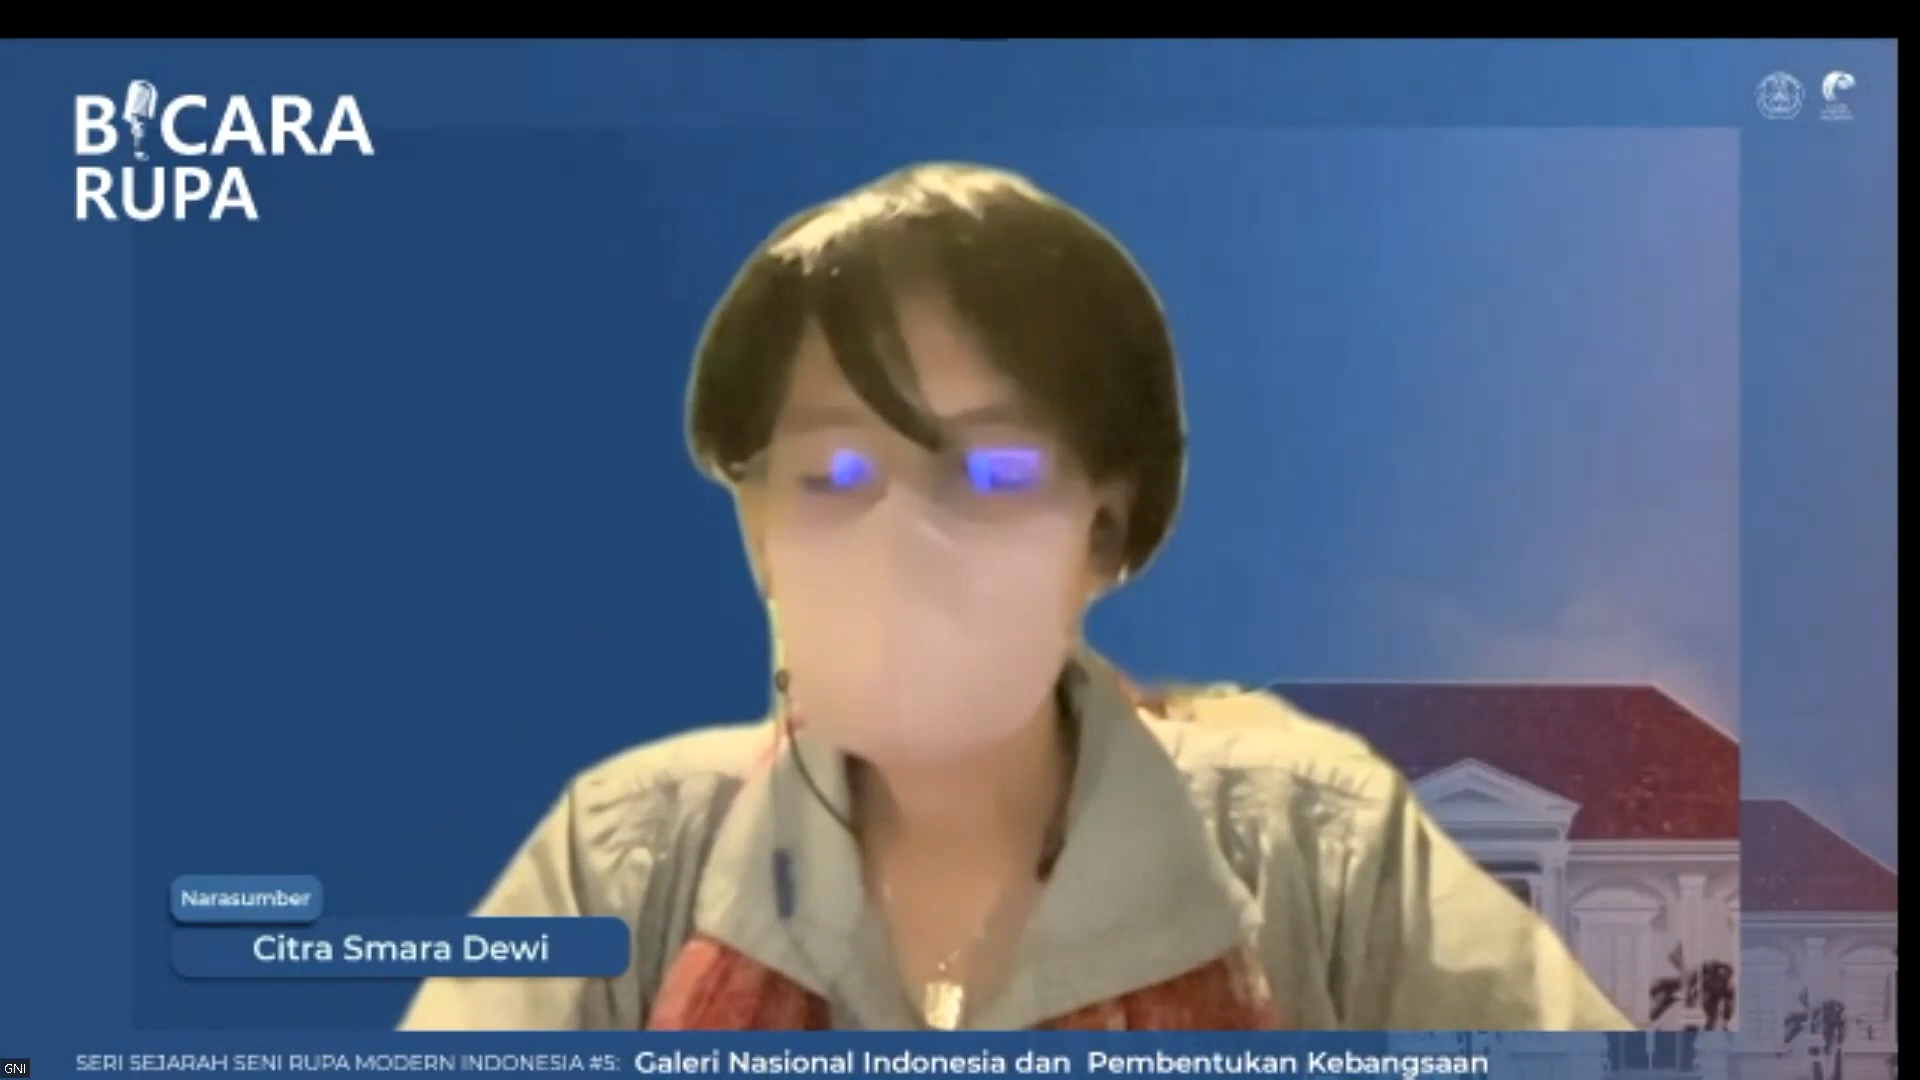 BICARA
RUPA
Narasumber
Citra Smara Dewi
SERI SEJARAH SENI RUPA MODERN INDONESIA #5: Galeri Nasional Indonesia dan Pembentukan Kebangsaan
GNI